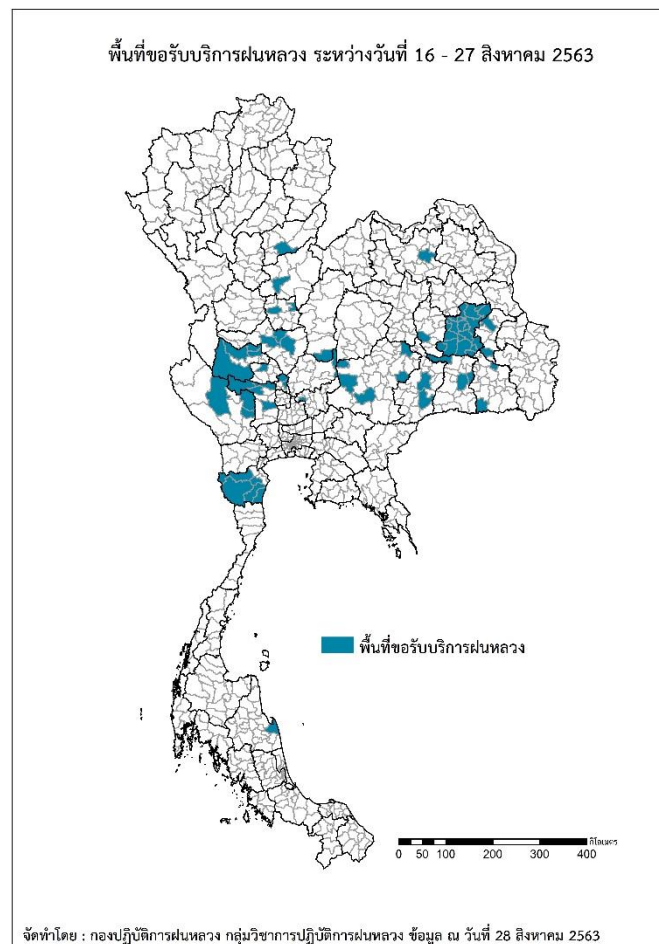 พื้นที่ขอรับบริการฝนหลวง ระหว่างวันที่ 16 - 27 สิงหาคม 2563
พื้นที่ขอรับบริการฝนหลวง
กิโลเมตร
0 50 100 200 300 400
จัดทำโดย : กองปฏิบัติการฝนหลวง กลุ่มวิชาการปฏิบัติการฝนหลวง ข้อมูล ณ วันที่ 28 สิงหาคม 2563